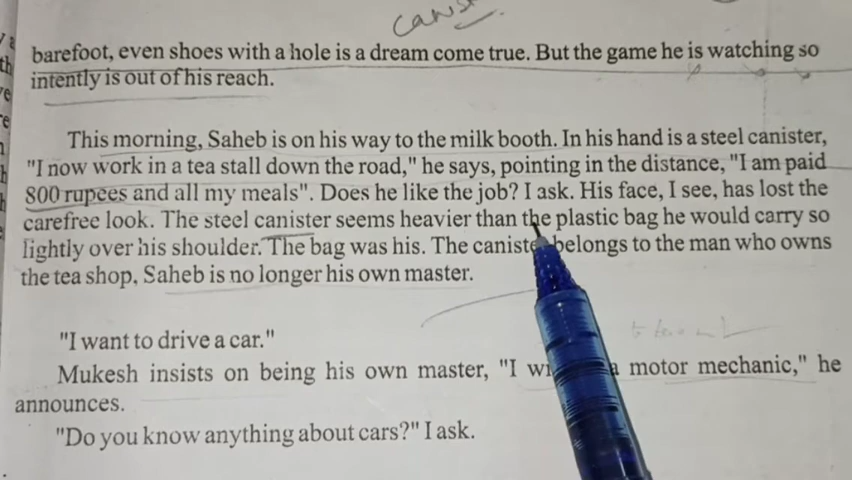 canis
barefoot, even shoes with a hole is a dream come true. But the game he is watching so
intently is out of his reach.
This morning, Saheb is on his way to the milk booth. In his hand is a steel canister,
"I now work in a tea stall down the road," he says, pointing in the distance, "I am paid
800 rupees and all my meals". Does he like the job? I ask. His face, I see, has lost the
carefree look. The steel canister seems heavier than the plastic bag he would carry so
lightly over his shoulder. The bag was his. The caniste belongs to the man who owns
the tea shop, Saheb is no longer his own master.
"I want to drive a car."
Mukesh insists on being his own master, "I wi a motor mechanic," he
announces.
"Do you know anything about cars?" I ask.